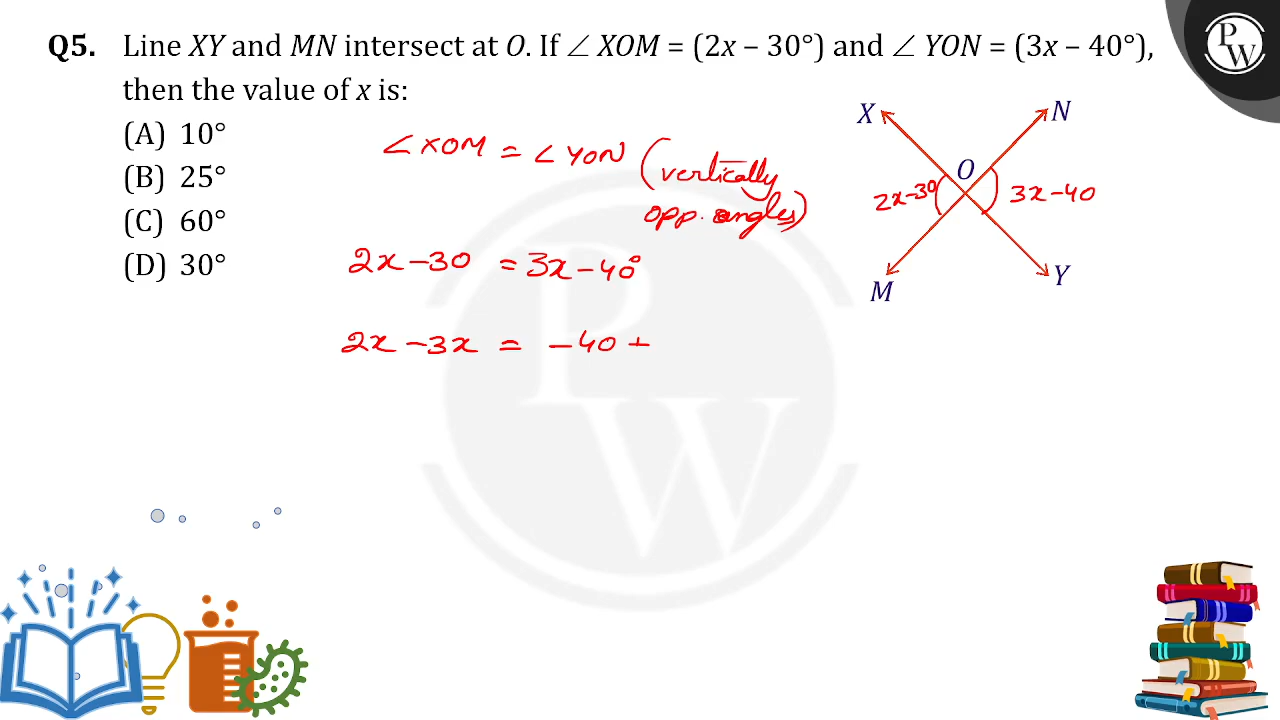 Q5. Line XY and MN intersect at O. If ∠ XOM = (2x – 30°) and ∠ YON = (3x – 40°),
then the value of x is:
(A) 10°
(B) 25°
(C) 60°
(D) 30°
∠XOM = ∠YON (vertically
opp. angles)
2x – 30 = 3x – 40°
2x – 3x = – 40 +
X
N
O
2x–30
3x–40
M
Y
PW
PW